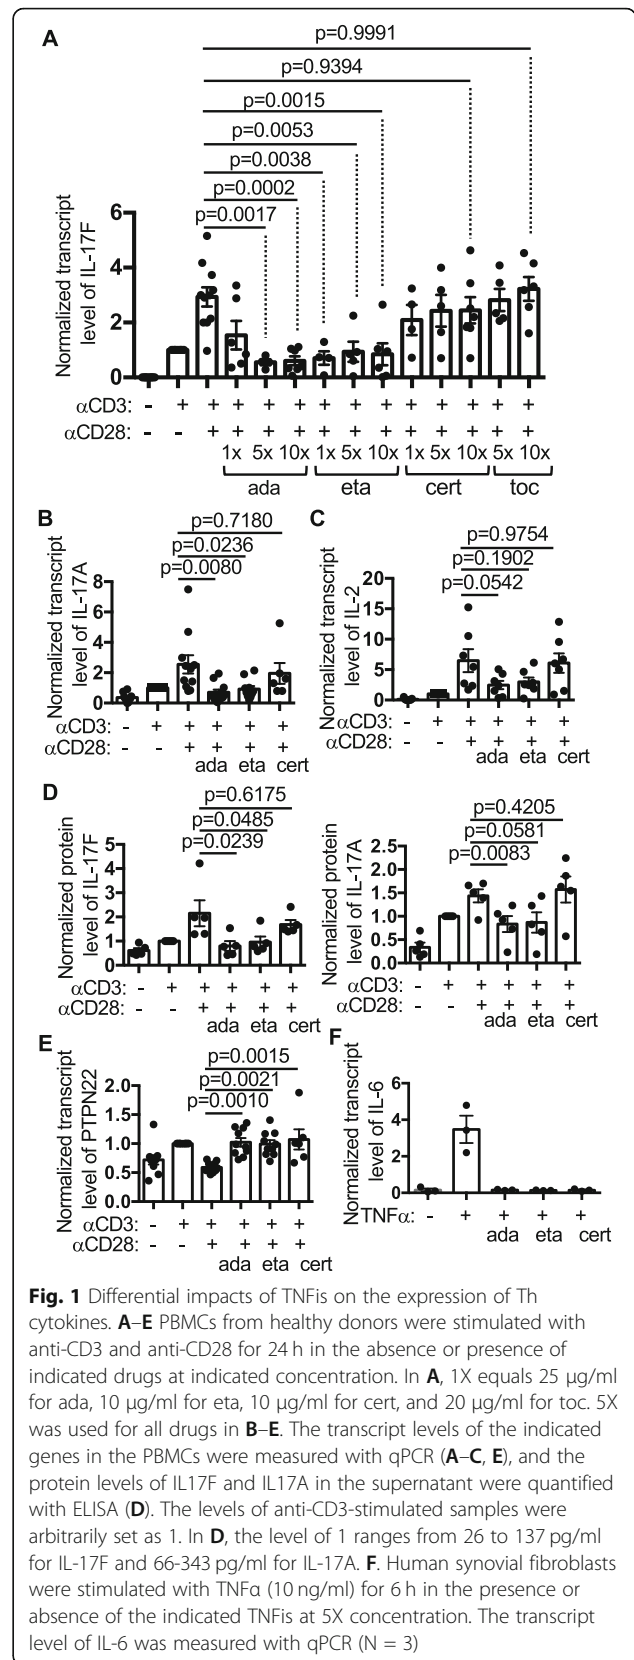 A
p=0.9991
p=0.9394
p=0.0015
p=0.0053
p=0.0038
p=0.0002
p=0.0017
Normalized transcript
level of IL-17F
6
4
2
0
αCD3: - + + + + + + + + + + + + +
αCD28: - - + + + + + + + + + + + +
1x 5x 10x 1x 5x 10x 1x 5x 10x 5x 10x
ada eta cert toc
B
p=0.7180
p=0.0236
p=0.0080
Normalized transcript
level of IL-17A
8
6
4
2
0
αCD3: - + + + + +
αCD28: - - + + + +
ada eta cert
C
p=0.9754
p=0.1902
p=0.0542
Normalized transcript
level of IL-2
20
15
10
5
0
αCD3: - + + + + +
αCD28: - - + + + +
ada eta cert
D
p=0.6175
p=0.0485
p=0.0239
Normalized protein
level of IL-17F
5
4
3
2
1
0
αCD3: - + + + + +
αCD28: - - + + + +
ada eta cert
p=0.4205
p=0.0581
p=0.0083
Normalized protein
level of IL-17A
2.5
2.0
1.5
1.0
0.5
0.0
αCD3: - + + + + +
αCD28: - - + + + +
ada eta cert
E
p=0.0015
p=0.0021
p=0.0010
Normalized transcript
level of PTPN22
2.0
1.5
1.0
0.5
0.0
αCD3: - + + + + +
αCD28: - - + + + +
ada eta cert
F
Normalized transcript
level of IL-6
6
4
2
0
TNFα: - + + + +
ada eta cert
Fig. 1 Differential impacts of TNFis on the expression of Th
cytokines. A–E PBMCs from healthy donors were stimulated with
anti-CD3 and anti-CD28 for 24 h in the absence or presence of
indicated drugs at indicated concentration. In A, 1X equals 25 μg/ml
for ada, 10 μg/ml for eta, 10 μg/ml for cert, and 20 μg/ml for toc. 5X
was used for all drugs in B–E. The transcript levels of the indicated
genes in the PBMCs were measured with qPCR (A–C, E), and the
protein levels of IL17F and IL17A in the supernatant were quantified
with ELISA (D). The levels of anti-CD3-stimulated samples were
arbitrarily set as 1. In D, the level of 1 ranges from 26 to 137 pg/ml
for IL-17F and 66-343 pg/ml for IL-17A. F. Human synovial fibroblasts
were stimulated with TNFα (10 ng/ml) for 6 h in the presence or
absence of the indicated TNFis at 5X concentration. The transcript
level of IL-6 was measured with qPCR (N = 3)